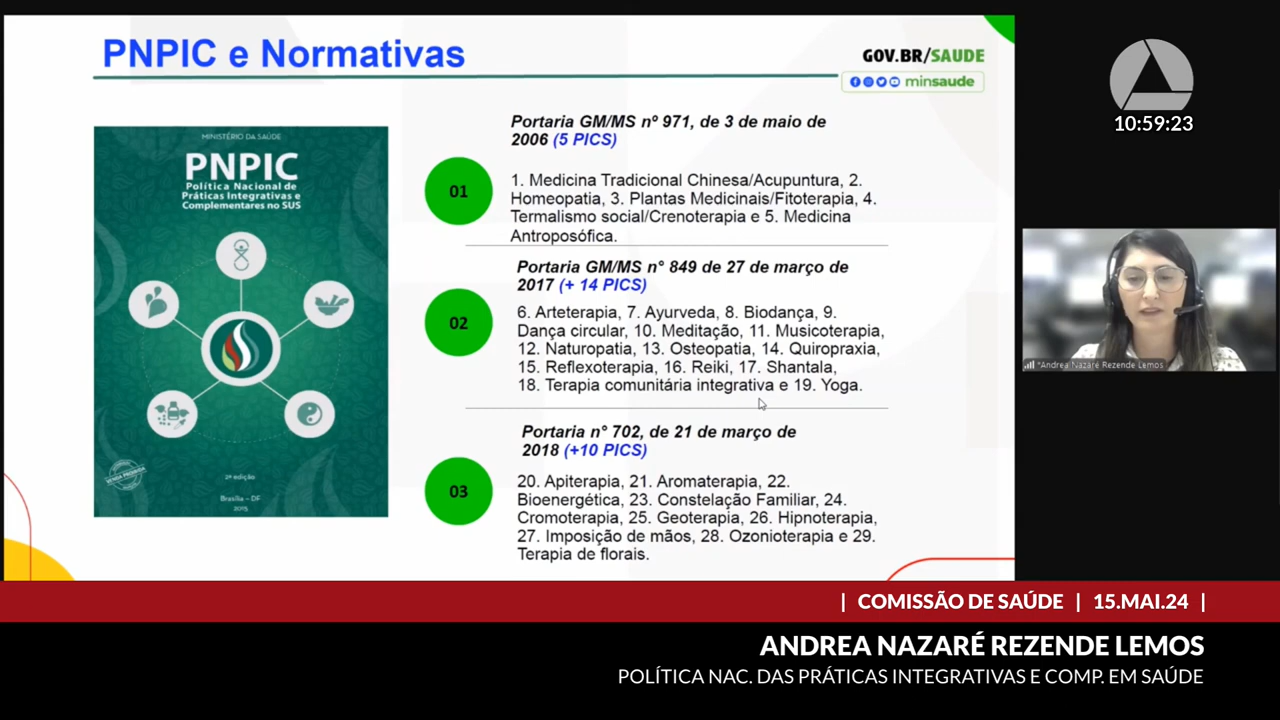 PNPIC e Normativas
GOV.BR/SAUDE
minsaude
10:59:23
MINISTÉRIO DA SAÚDE
PNPIC
Política Nacional de
Práticas Integrativas e
Complementares no SUS
VENDA PROIBIDA
2ª edição
Brasília – DF
2015
01
Portaria GM/MS nº 971, de 3 de maio de
2006 (5 PICS)
1. Medicina Tradicional Chinesa/Acupuntura, 2.
Homeopatia, 3. Plantas Medicinais/Fitoterapia, 4.
Termalismo social/Crenoterapia e 5. Medicina
Antroposófica.
02
Portaria GM/MS n° 849 de 27 de março de
2017 (+ 14 PICS)
6. Arteterapia, 7. Ayurveda, 8. Biodança, 9.
Dança circular, 10. Meditação, 11. Musicoterapia,
12. Naturopatia, 13. Osteopatia, 14. Quiropraxia,
15. Reflexoterapia, 16. Reiki, 17. Shantala,
18. Terapia comunitária integrativa e 19. Yoga.
03
Portaria n° 702, de 21 de março de
2018 (+10 PICS)
20. Apiterapia, 21. Aromaterapia, 22.
Bioenergética, 23. Constelação Familiar, 24.
Cromoterapia, 25. Geoterapia, 26. Hipnoterapia,
27. Imposição de mãos, 28. Ozonioterapia e 29.
Terapia de florais.
*Andrea Nazaré Rezende Lemos
| COMISSÃO DE SAÚDE | 15.MAI.24 |
ANDREA NAZARÉ REZENDE LEMOS
POLÍTICA NAC. DAS PRÁTICAS INTEGRATIVAS E COMP. EM SAÚDE